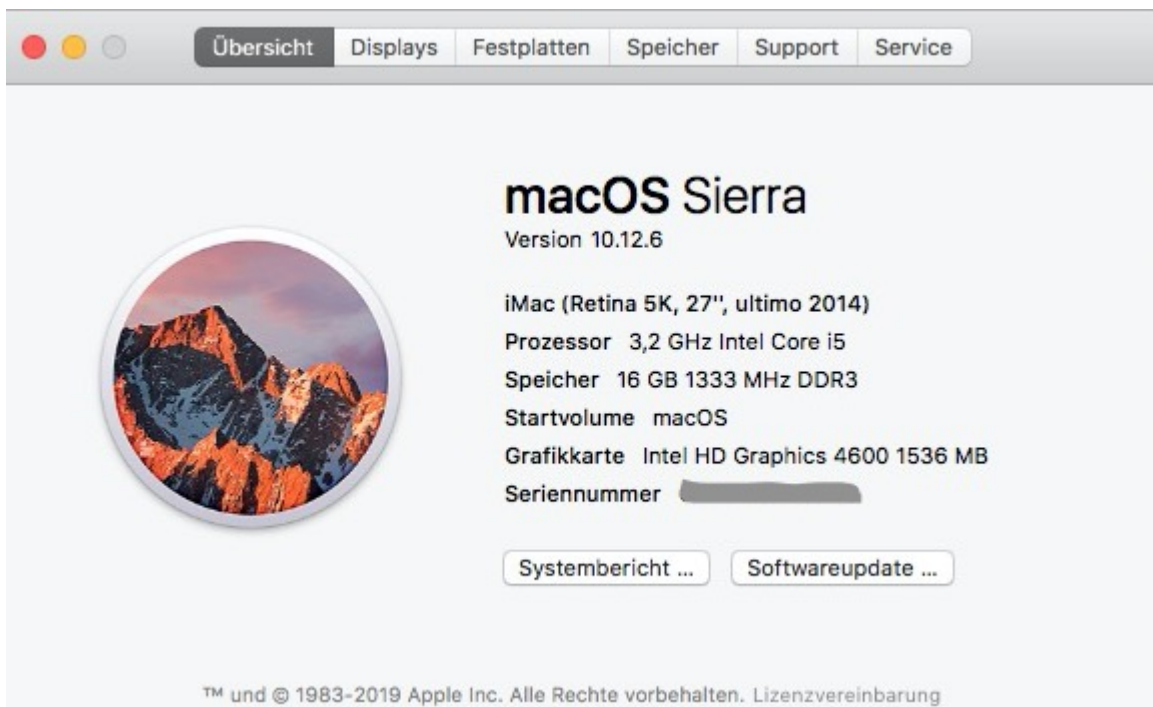 Übersicht Displays Festplatten Speicher Support Service
macOS Sierra
Version 10.12.6
iMac (Retina 5K, 27'', ultimo 2014)
Prozessor 3,2 GHz Intel Core i5
Speicher 16 GB 1333 MHz DDR3
Startvolume macOS
Grafikkarte Intel HD Graphics 4600 1536 MB
Seriennummer
Systembericht ... Softwareupdate ...
™ und © 1983-2019 Apple Inc. Alle Rechte vorbehalten. Lizenzvereinbarung